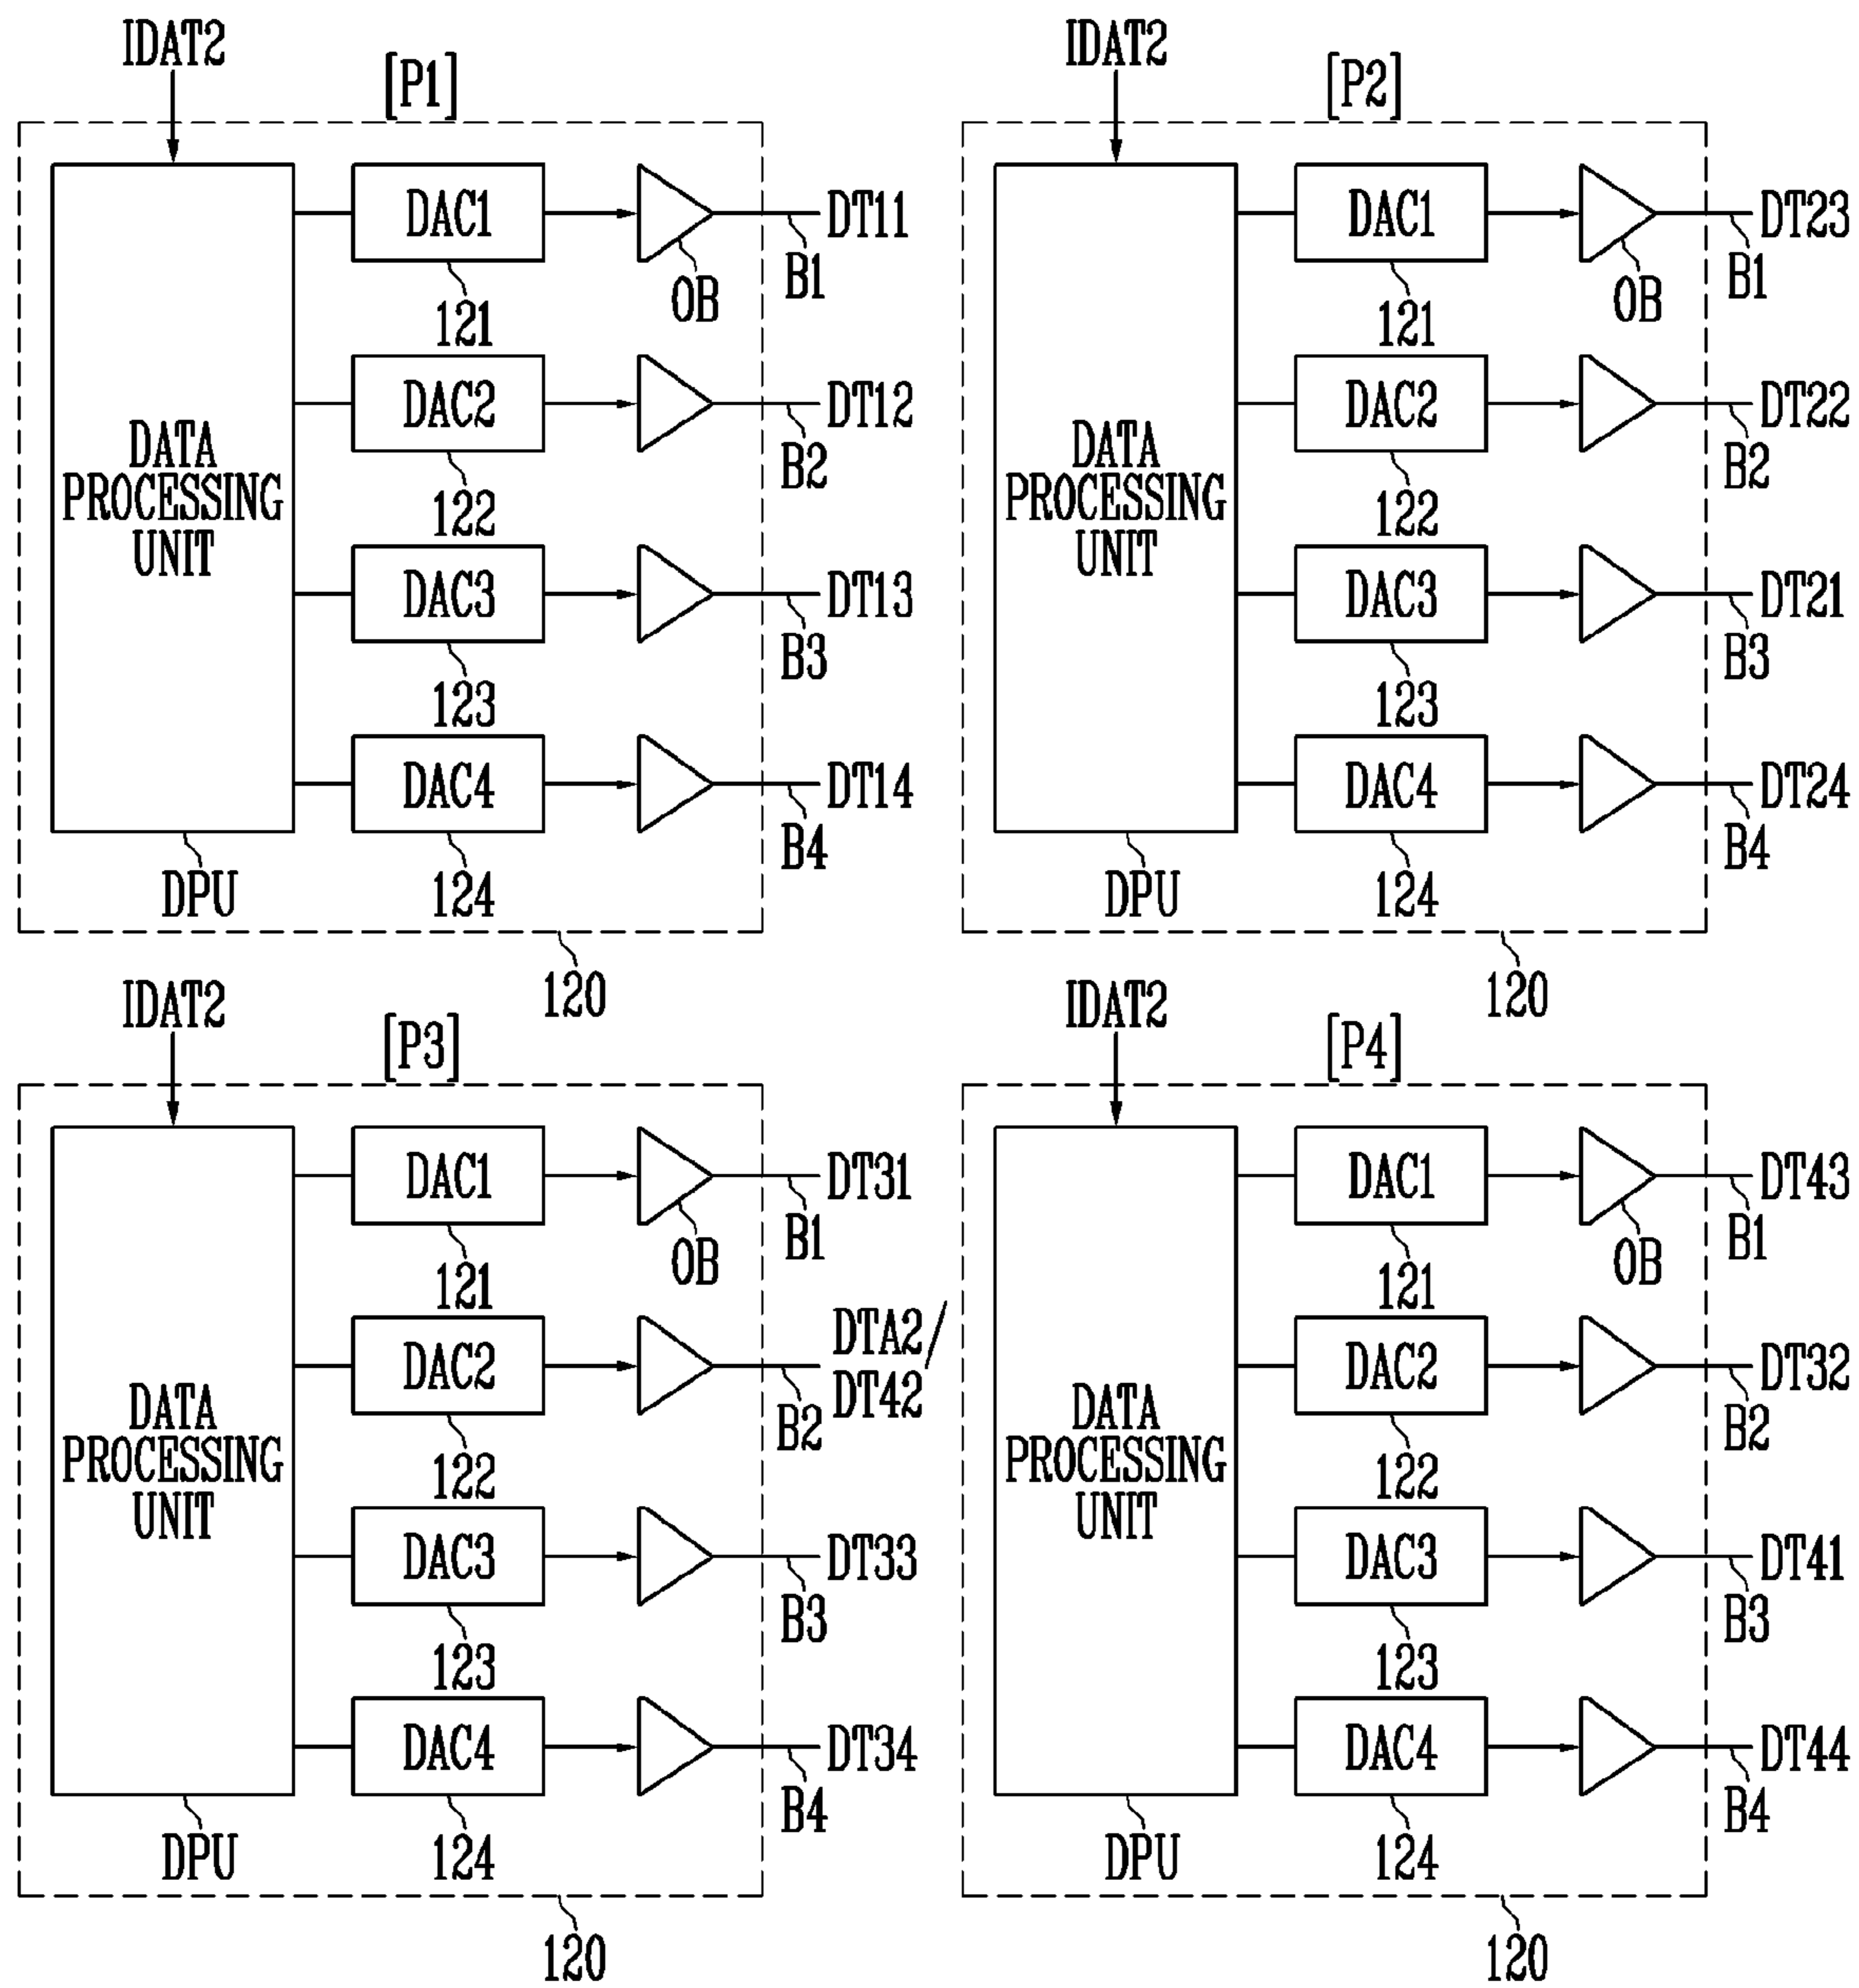 IDAT2
[P1]
DATA
PROCESSING
UNIT
DPU
DAC1
121
OB
B1
DT11
DAC2
122
B2
DT12
DAC3
123
B3
DT13
DAC4
124
B4
DT14
120
IDAT2
[P2]
DATA
PROCESSING
UNIT
DPU
DAC1
121
OB
B1
DT23
DAC2
122
B2
DT22
DAC3
123
B3
DT21
DAC4
124
B4
DT24
120
IDAT2
[P3]
DATA
PROCESSING
UNIT
DPU
DAC1
121
OB
B1
DT31
DAC2
122
B2
DTA2
DT42
DAC3
123
B3
DT33
DAC4
124
B4
DT34
120
IDAT2
[P4]
DATA
PROCESSING
UNIT
DPU
DAC1
121
OB
B1
DT43
DAC2
122
B2
DT32
DAC3
123
B3
DT41
DAC4
124
B4
DT44
120